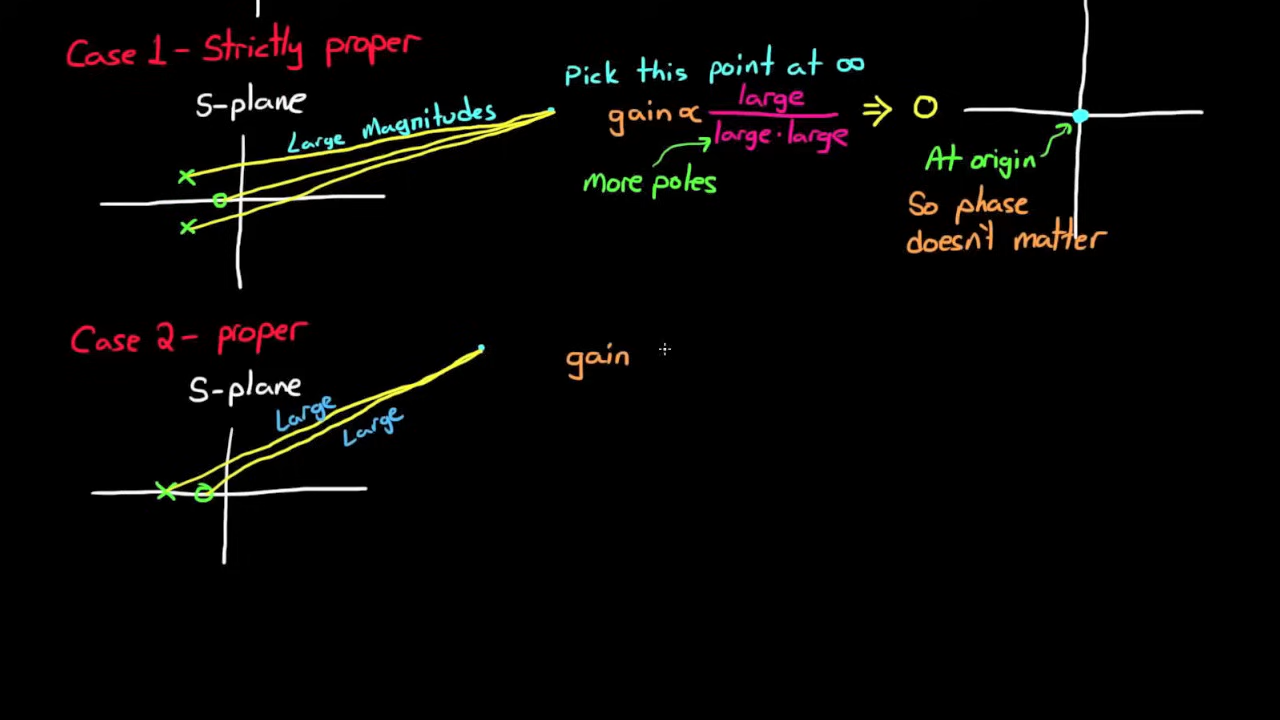 Case 1 - Strictly proper
S-plane
Large Magnitudes
Pick this point at ∞
gain ∝ large / large · large ⇒ 0
More poles
At origin
So phase
doesn't matter
Case 2 - proper
S-plane
Large
Large
gain